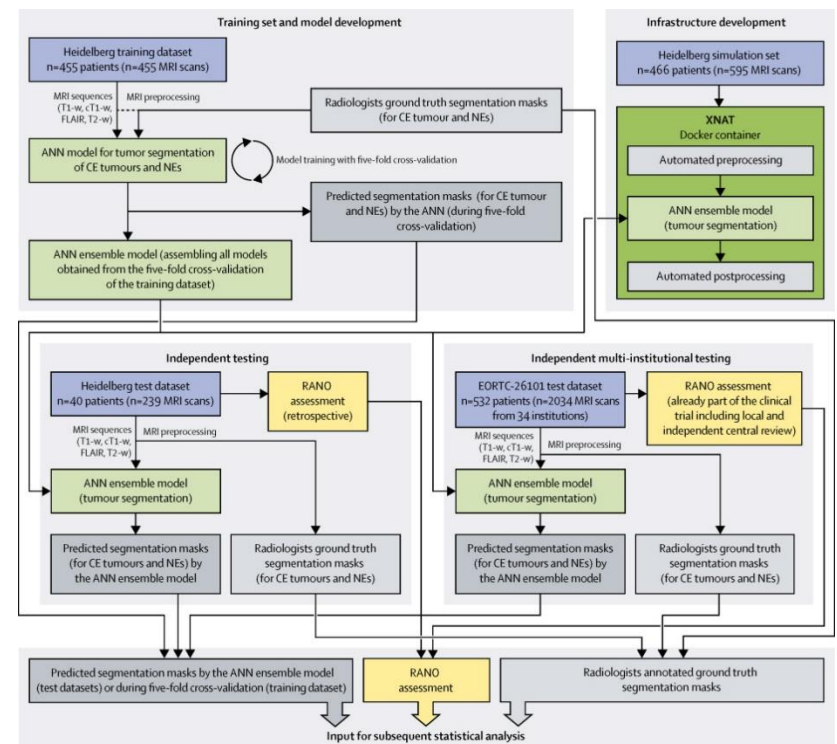 Training set and model development
Heidelberg training dataset
n=455 patients (n=455 MRI scans)
MRI sequences
(T1-w, cT1-w,
FLAIR, T2-w)
MRI preprocessing
Radiologists ground truth segmentation masks
(for CE tumour and NEs)
ANN model for tumor segmentation
of CE tumours and NEs
Model training with five-fold cross-validation
Predicted segmentation masks (for CE tumour
and NEs) by the ANN (during five-fold
cross-validation)
ANN ensemble model (assembling all models
obtained from the five-fold cross-validation
of the training dataset)
Infrastructure development
Heidelberg simulation set
n=466 patients (n=595 MRI scans)
XNAT
Docker container
Automated preprocessing
ANN ensemble model
(tumour segmentation)
Automated postprocessing
Independent testing
Heidelberg test dataset
n=40 patients (n=239 MRI scans)
RANO
assessment
(retrospective)
MRI sequences
(T1-w, cT1-w,
FLAIR, T2-w)
MRI preprocessing
ANN ensemble model
(tumour segmentation)
Predicted segmentation masks
(for CE tumours and NEs) by
the ANN ensemble model
Radiologists ground truth
segmentation masks
(for CE tumours and NEs)
Independent multi-institutional testing
EORTC-26101 test dataset
n=532 patients (n=2034 MRI scans
from 34 institutions)
RANO assessment
(already part of the clinical
trial including local and
independent central review)
MRI sequences
(T1-w, cT1-w,
FLAIR, T2-w)
MRI preprocessing
ANN ensemble model
(tumour segmentation)
Predicted segmentation masks
(for CE tumours and NEs) by
the ANN ensemble model
Radiologists ground truth
segmentation masks
(for CE tumours and NEs)
Predicted segmentation masks by the ANN ensemble model
(test datasets) or during five-fold cross-validation (training dataset)
RANO
assessment
Radiologists annotated ground truth
segmentation masks
Input for subsequent statistical analysis